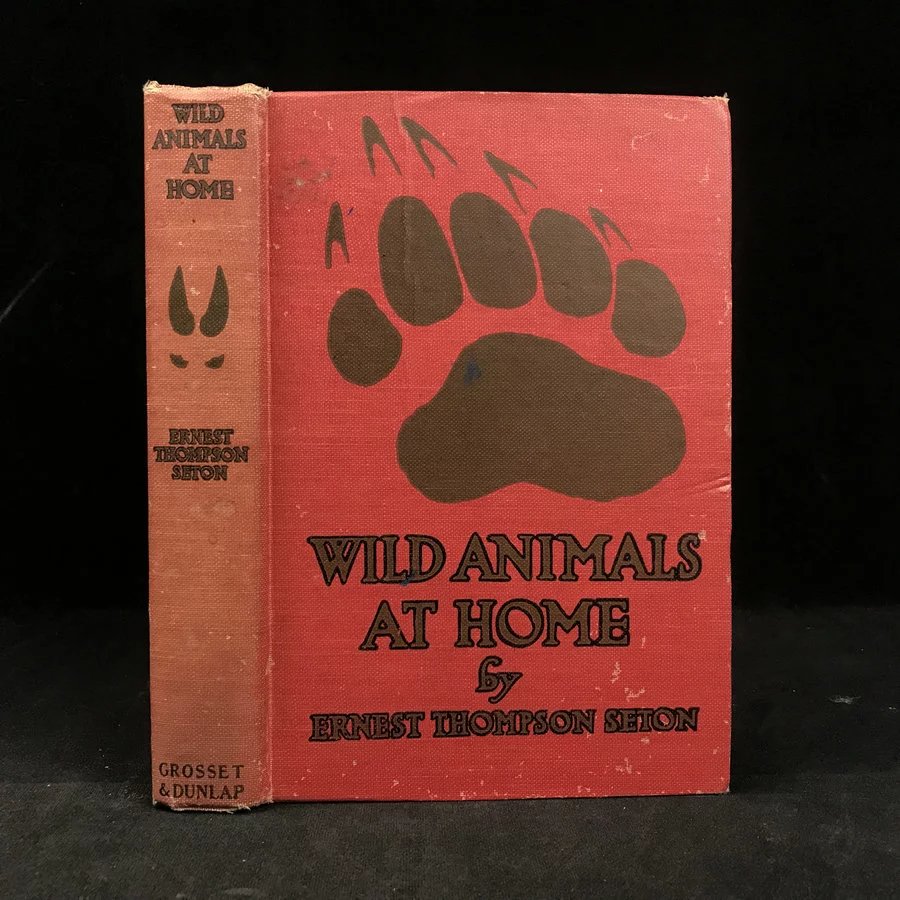 WILD
ANIMALS
AT
HOME
ERNEST
THOMPSON
SETON
GROSSET
& DUNLAP
WILD ANIMALS
AT HOME
by
ERNEST THOMPSON SETON